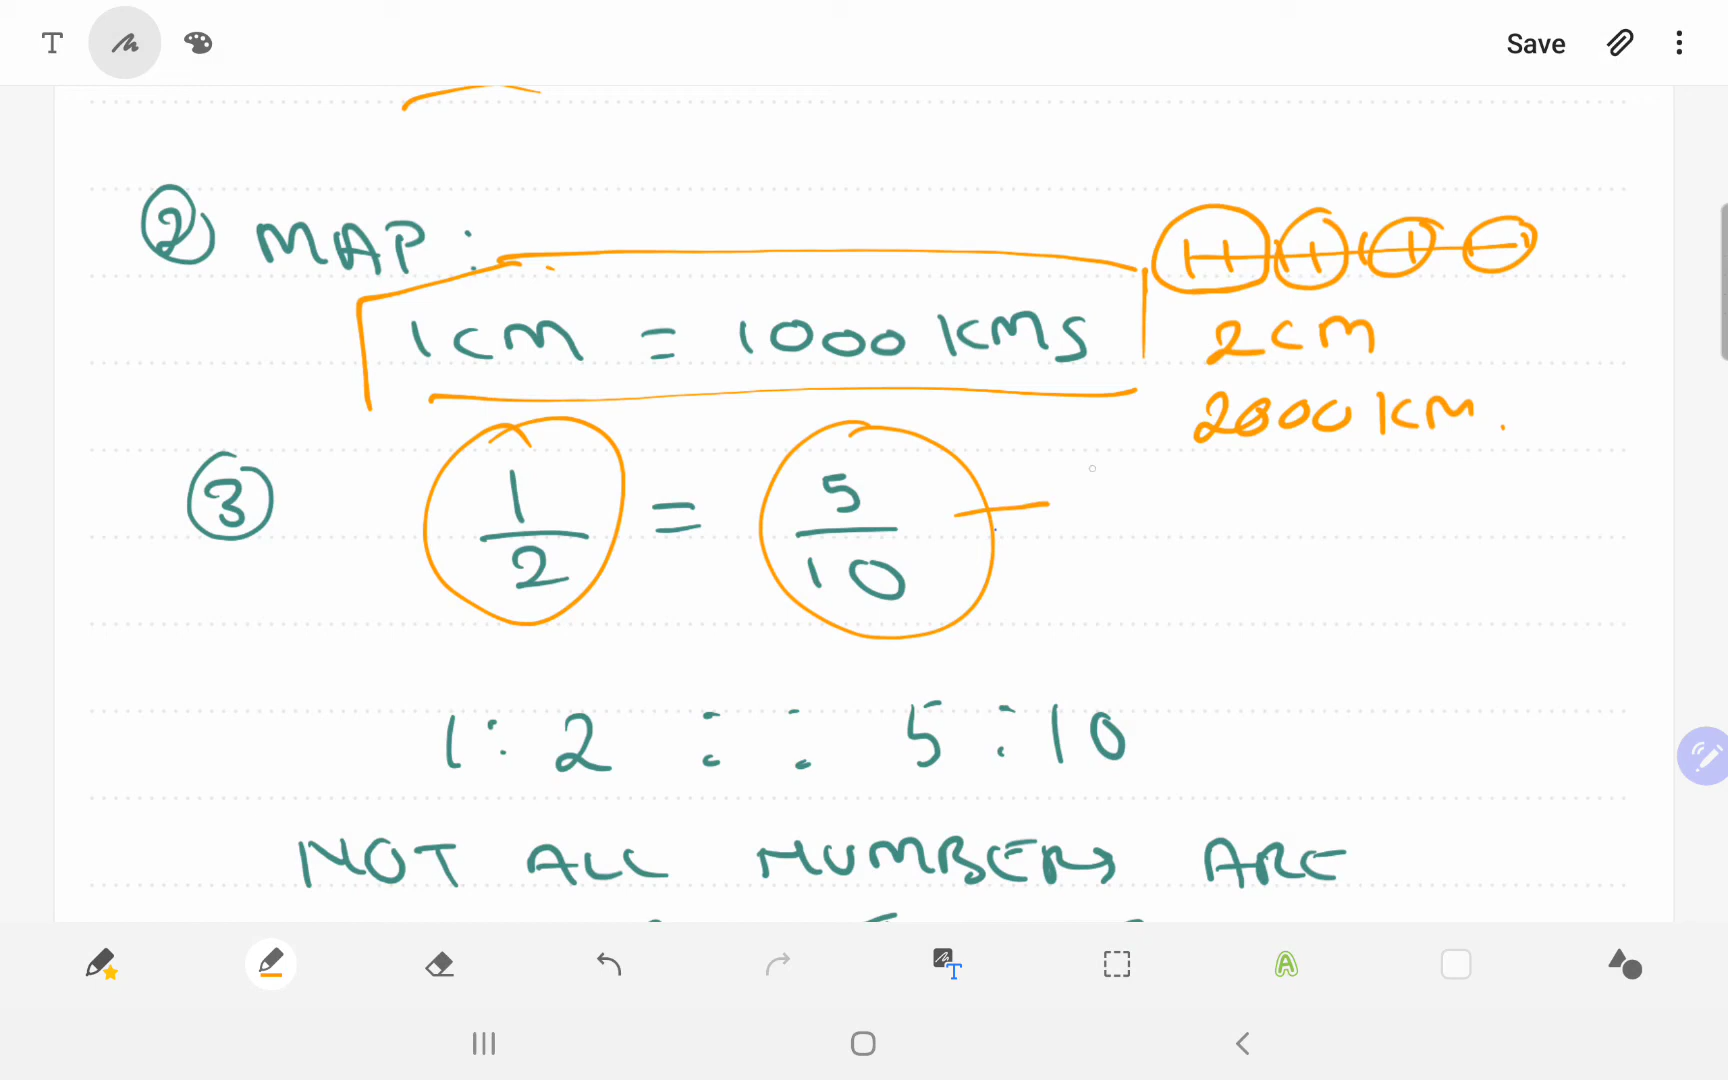 T Save
② MAP:
1cm = 1000 KMS
2cm
2000 KM.
③ 1/2 = 5/10
1:2 :: 5:10
NOT ALL NUMBERS ARE